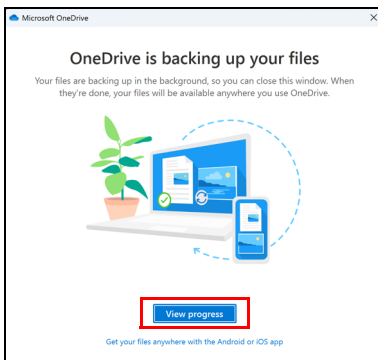 Microsoft OneDrive
OneDrive is backing up your files
Your files are backing up in the background, so you can close this window. When
they're done, your files will be available anywhere you use OneDrive.
View progress
Get your files anywhere with the Android or iOS app